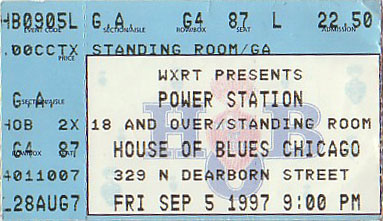 HB0905L G.A. G4 87 L 22.50
EVENT CODE SECTION/AISLE ROW/BOX SEAT ADMISSION
.00CCTX STANDING ROOM/GA
PRICE
WXRT PRESENTS
G.A. POWER STATION
SECTION/AISLE
HOB 2X 18 AND OVER/STANDING ROOM
G4 87 HOUSE OF BLUES CHICAGO
ROW/BOX SEAT
4011007 329 N DEARBORN STREET
L28AUG7 FRI SEP 5 1997 9:00 PM
HOB